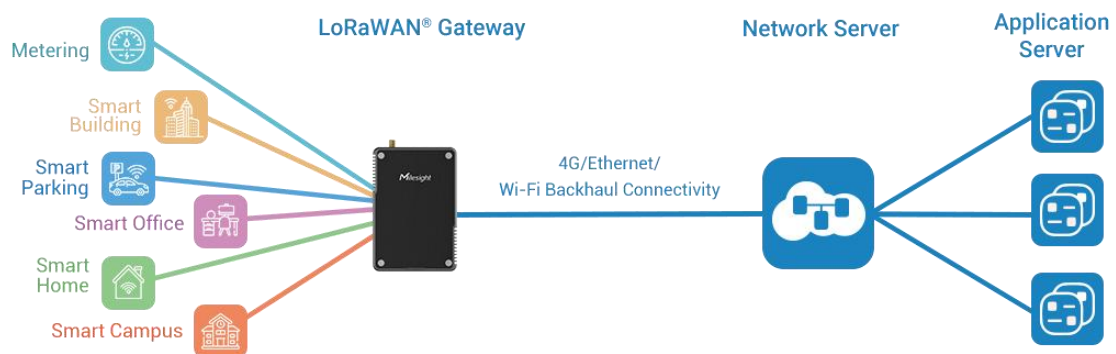 LoRaWAN® Gateway
Network Server
Application
Server
Metering
Smart
Building
Smart
Parking
P
Smart Office
Smart
Home
Smart Campus
Milesight
4G/Ethernet/
Wi-Fi Backhaul Connectivity